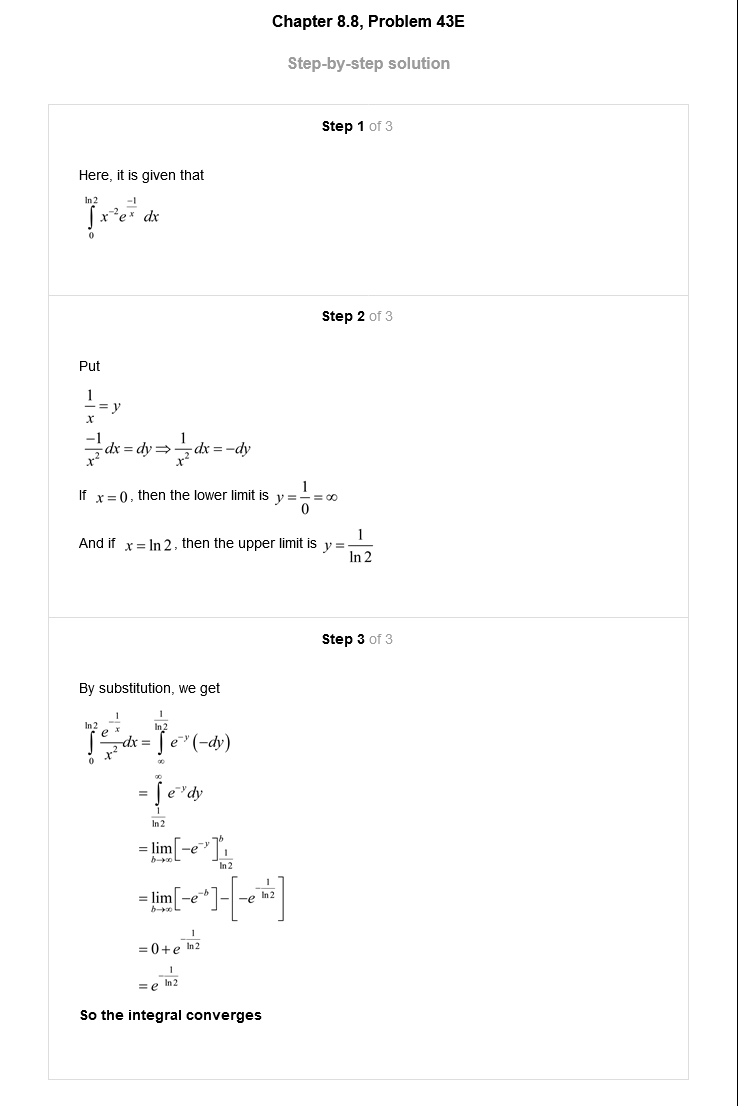 Chapter 8.8, Problem 43E
Step-by-step solution
Step 1 of 3
Here, it is given that
$\int_{0}^{\ln 2} x^{-2} e^{\frac{-1}{x}} dx$
Step 2 of 3
Put
$\frac{1}{x} = y$
$\frac{-1}{x^2} dx = dy \Rightarrow \frac{1}{x^2} dx = -dy$
If $x = 0$, then the lower limit is $y = \frac{1}{0} = \infty$
And if $x = \ln 2$, then the upper limit is $y = \frac{1}{\ln 2}$
Step 3 of 3
By substitution, we get
$\int_{0}^{\ln 2} \frac{e^{-\frac{1}{x}}}{x^2} dx = \int_{\infty}^{\frac{1}{\ln 2}} e^{-y} (-dy)$
$= \int_{\frac{1}{\ln 2}}^{\infty} e^{-y} dy$
$= \lim_{b \to \infty} \left[ -e^{-y} \right]_{\frac{1}{\ln 2}}^{b}$
$= \lim_{b \to \infty} \left[ -e^{-b} \right] - \left[ -e^{-\frac{1}{\ln 2}} \right]$
$= 0 + e^{-\frac{1}{\ln 2}}$
$= e^{-\frac{1}{\ln 2}}$
So the integral converges